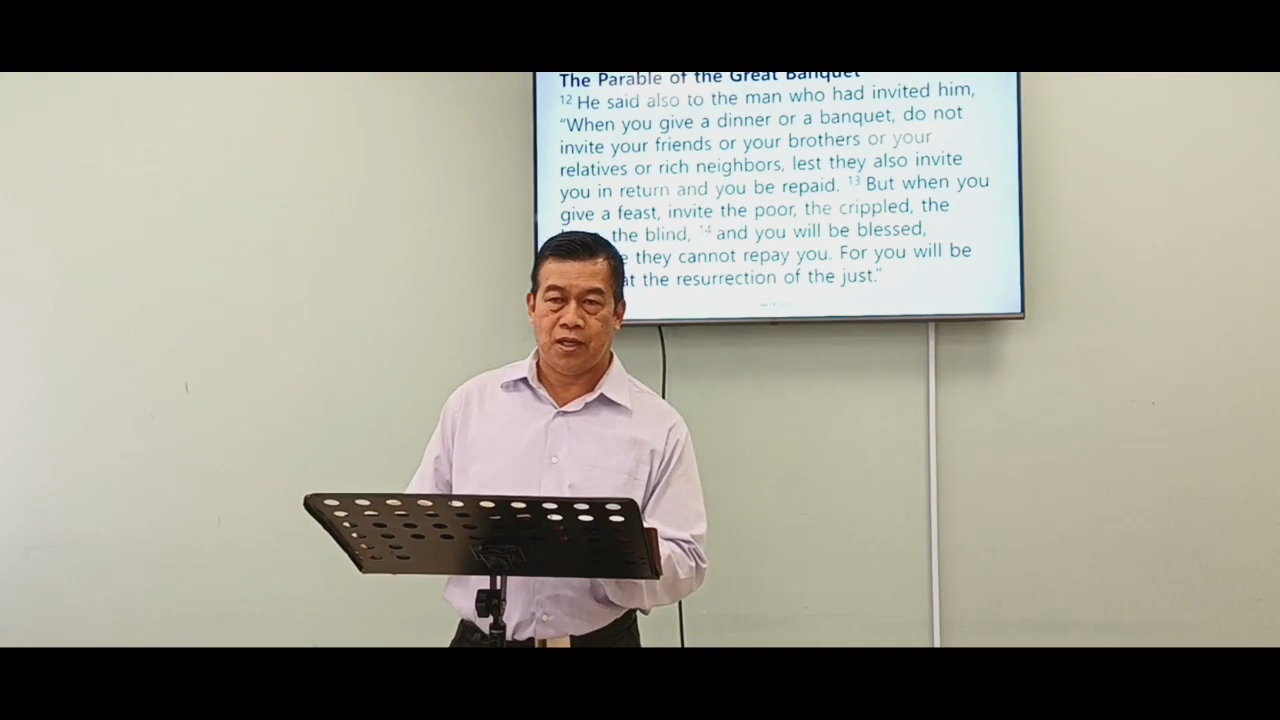 The Parable of the Great Banquet
12 He said also to the man who had invited him,
“When you give a dinner or a banquet, do not
invite your friends or your brothers or your
relatives or rich neighbors, lest they also invite
you in return and you be repaid. 13 But when you
give a feast, invite the poor, the crippled, the
the blind, 14 and you will be blessed,
they cannot repay you. For you will be
at the resurrection of the just.”